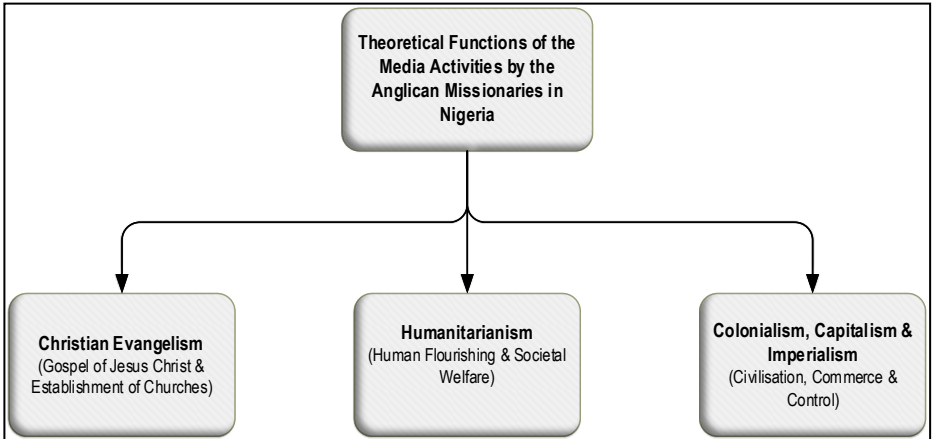 Theoretical Functions of the
Media Activities by the
Anglican Missionaries in
Nigeria
Christian Evangelism
(Gospel of Jesus Christ &
Establishment of Churches)
Humanitarianism
(Human Flourishing & Societal
Welfare)
Colonialism, Capitalism &
Imperialism
(Civilisation, Commerce &
Control)